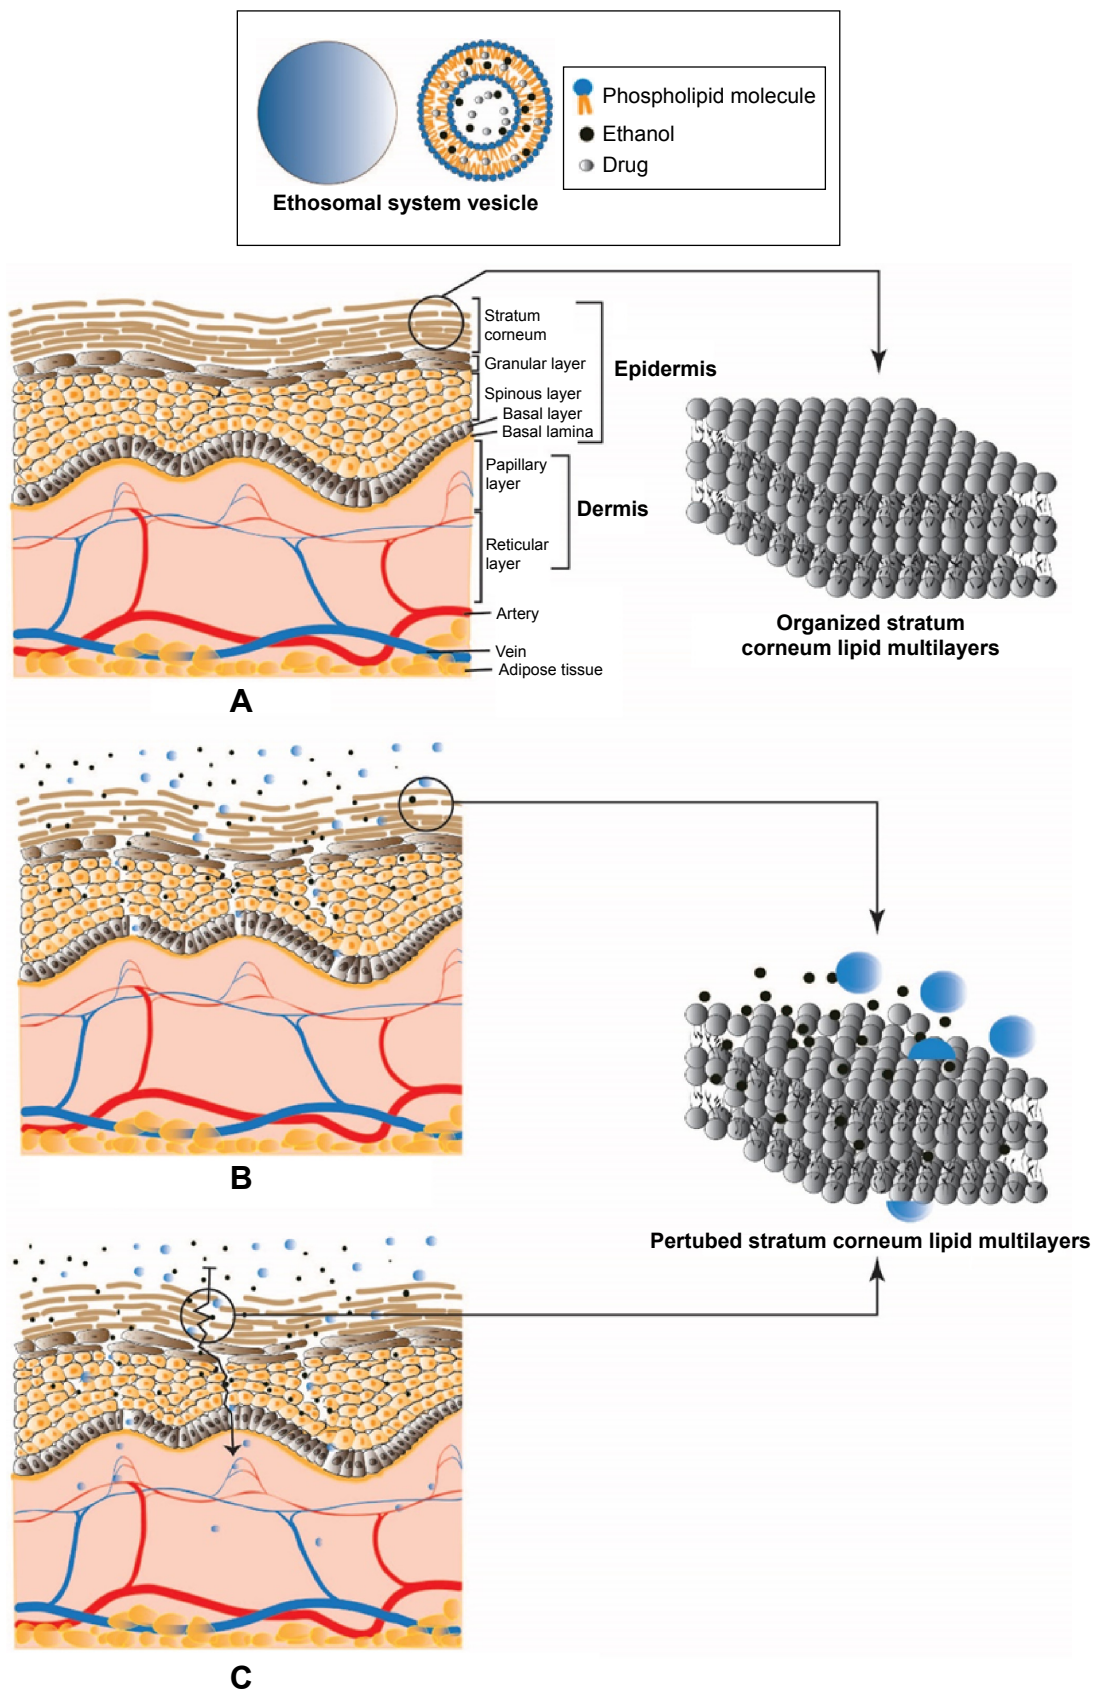 Phospholipid molecule
Ethanol
Drug
Ethosomal system vesicle
Stratum
corneum
Granular layer
Spinous layer
Basal layer
Basal lamina
Epidermis
Papillary
layer
Dermis
Reticular
layer
Artery
Vein
Adipose tissue
Organized stratum
corneum lipid multilayers
A
B
Pertubed stratum corneum lipid multilayers
C